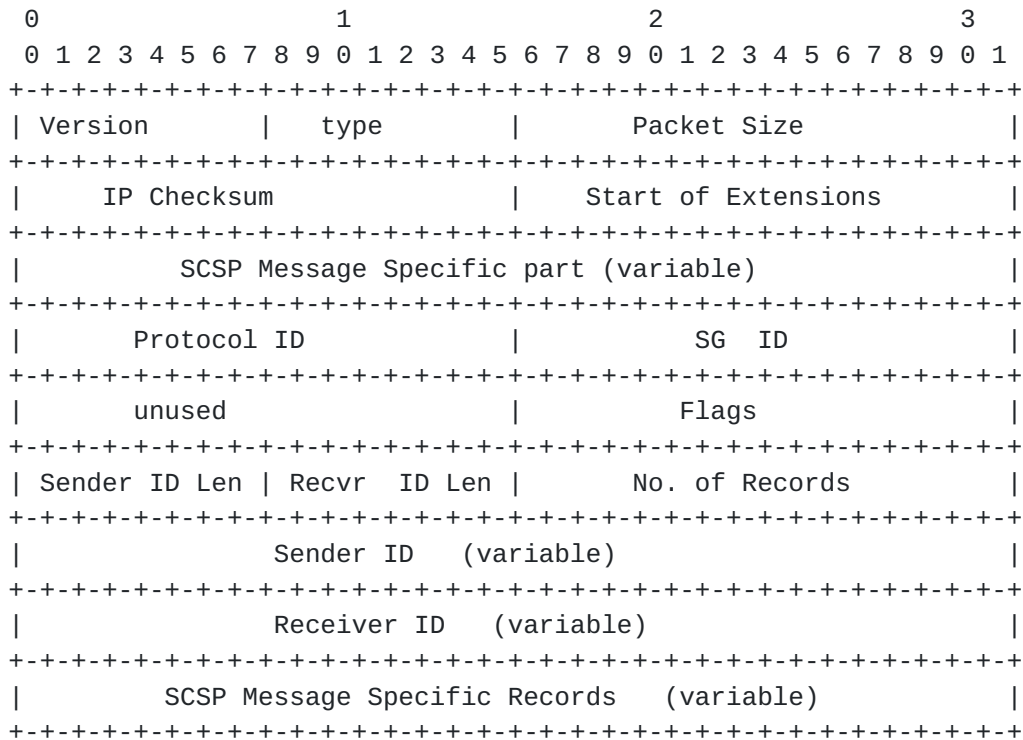 0                   1                   2                   3
 0 1 2 3 4 5 6 7 8 9 0 1 2 3 4 5 6 7 8 9 0 1 2 3 4 5 6 7 8 9 0 1
+-+-+-+-+-+-+-+-+-+-+-+-+-+-+-+-+-+-+-+-+-+-+-+-+-+-+-+-+-+-+-+-+
| Version       |   type        |       Packet Size             |
+-+-+-+-+-+-+-+-+-+-+-+-+-+-+-+-+-+-+-+-+-+-+-+-+-+-+-+-+-+-+-+-+
|     IP Checksum               |    Start of Extensions        |
+-+-+-+-+-+-+-+-+-+-+-+-+-+-+-+-+-+-+-+-+-+-+-+-+-+-+-+-+-+-+-+-+
|          SCSP Message Specific part (variable)                |
+-+-+-+-+-+-+-+-+-+-+-+-+-+-+-+-+-+-+-+-+-+-+-+-+-+-+-+-+-+-+-+-+
|       Protocol ID             |           SG  ID              |
+-+-+-+-+-+-+-+-+-+-+-+-+-+-+-+-+-+-+-+-+-+-+-+-+-+-+-+-+-+-+-+-+
|       unused                  |          Flags                |
+-+-+-+-+-+-+-+-+-+-+-+-+-+-+-+-+-+-+-+-+-+-+-+-+-+-+-+-+-+-+-+-+
| Sender ID Len | Recvr  ID Len |       No. of Records          |
+-+-+-+-+-+-+-+-+-+-+-+-+-+-+-+-+-+-+-+-+-+-+-+-+-+-+-+-+-+-+-+-+
|                Sender ID   (variable)                         |
+-+-+-+-+-+-+-+-+-+-+-+-+-+-+-+-+-+-+-+-+-+-+-+-+-+-+-+-+-+-+-+-+
|                Receiver ID   (variable)                       |
+-+-+-+-+-+-+-+-+-+-+-+-+-+-+-+-+-+-+-+-+-+-+-+-+-+-+-+-+-+-+-+-+
|         SCSP Message Specific Records   (variable)            |
+-+-+-+-+-+-+-+-+-+-+-+-+-+-+-+-+-+-+-+-+-+-+-+-+-+-+-+-+-+-+-+-+